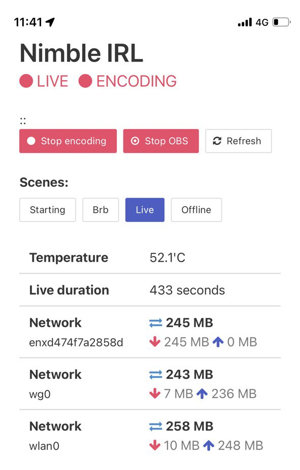 11:41 4G
Nimble IRL
LIVE ENCODING
::
Stop encoding Stop OBS Refresh
Scenes:
Starting Brb Live Offline
Temperature 52.1'C
Live duration 433 seconds
Network 245 MB
enxd474f7a2858d 245 MB 0 MB
Network 243 MB
wg0 7 MB 236 MB
Network 258 MB
wlan0 10 MB 248 MB